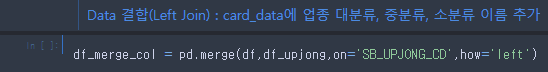 Data 결합(Left Join) : card_data에 업종 대분류, 중분류, 소분류 이름 추가
In [ ]: df_merge_col = pd.merge(df,df_upjong,on='SB_UPJONG_CD',how='left')